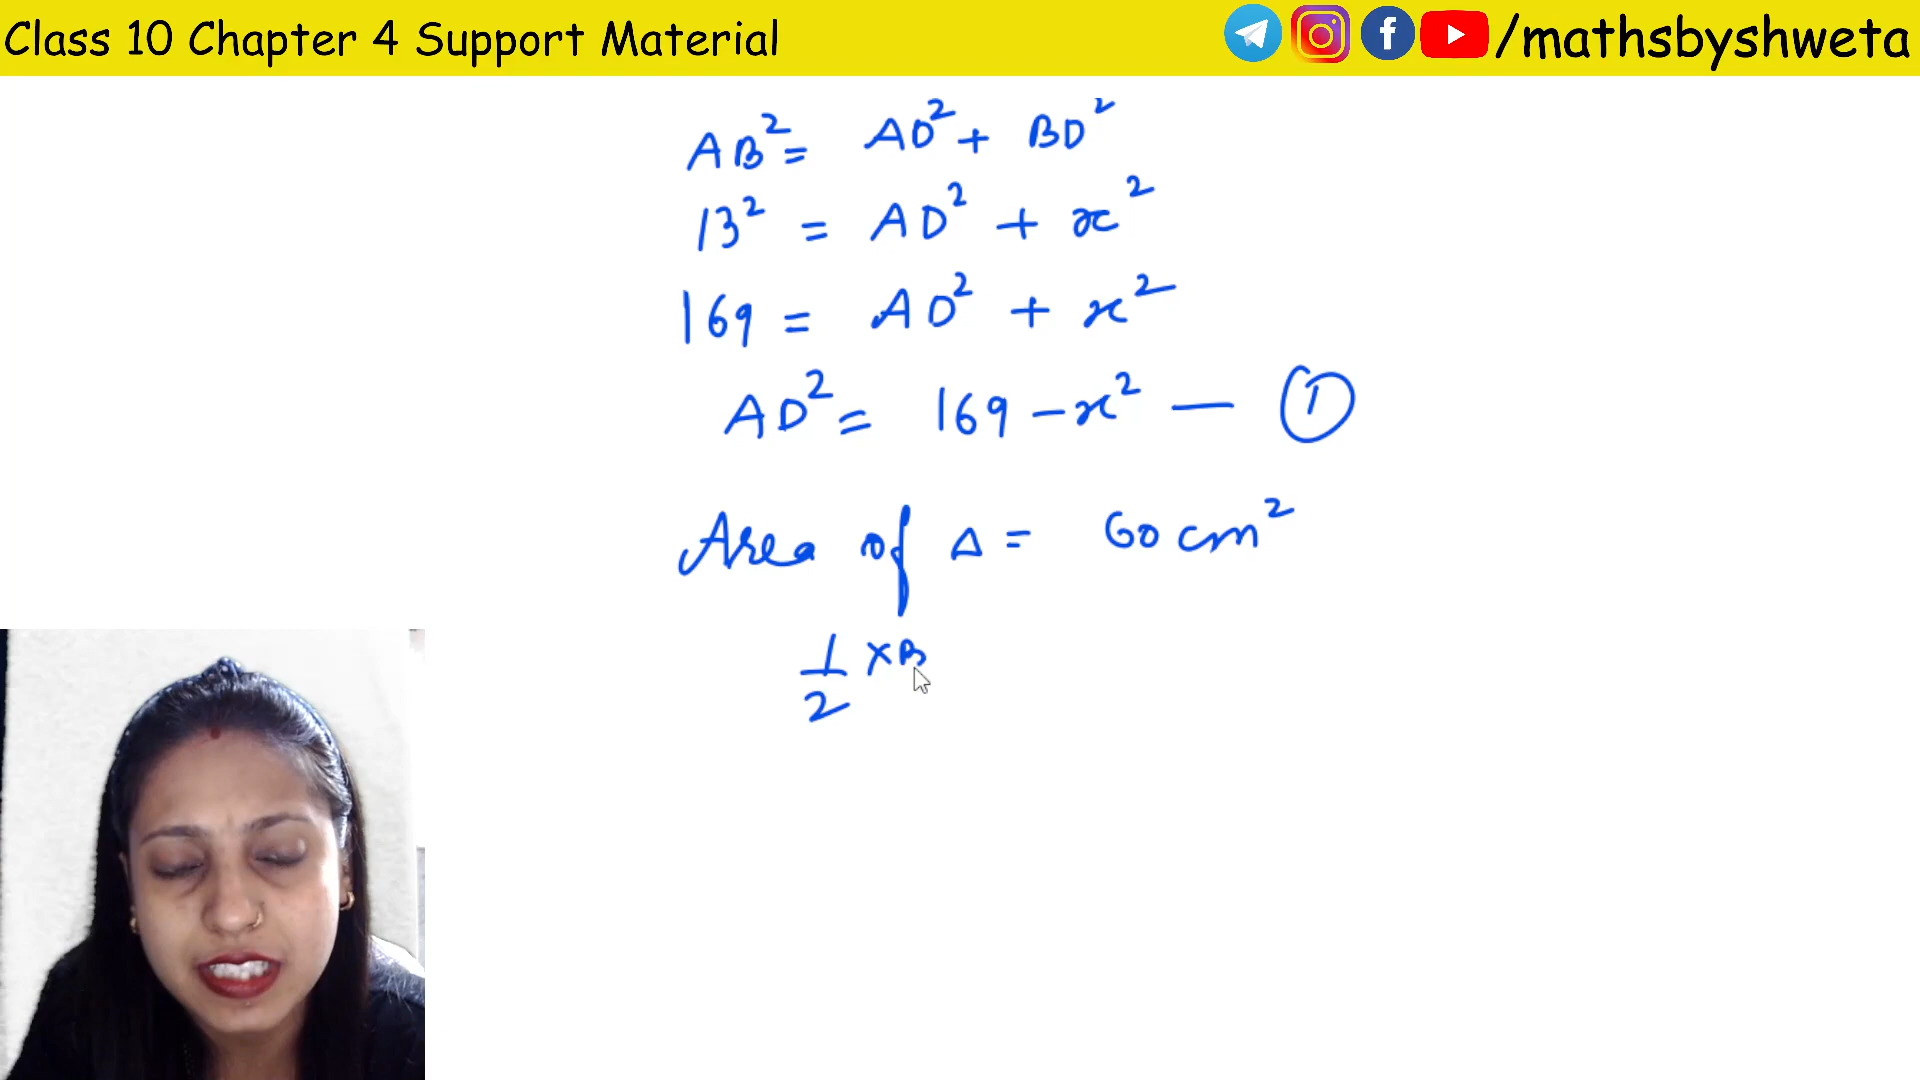 Class 10 Chapter 4 Support Material
/mathsbyshweta
AB² = AD² + BD²
13² = AD² + x²
169 = AD² + x²
AD² = 169 - x² — ①
Area of Δ = 60 cm²
1/2 × B